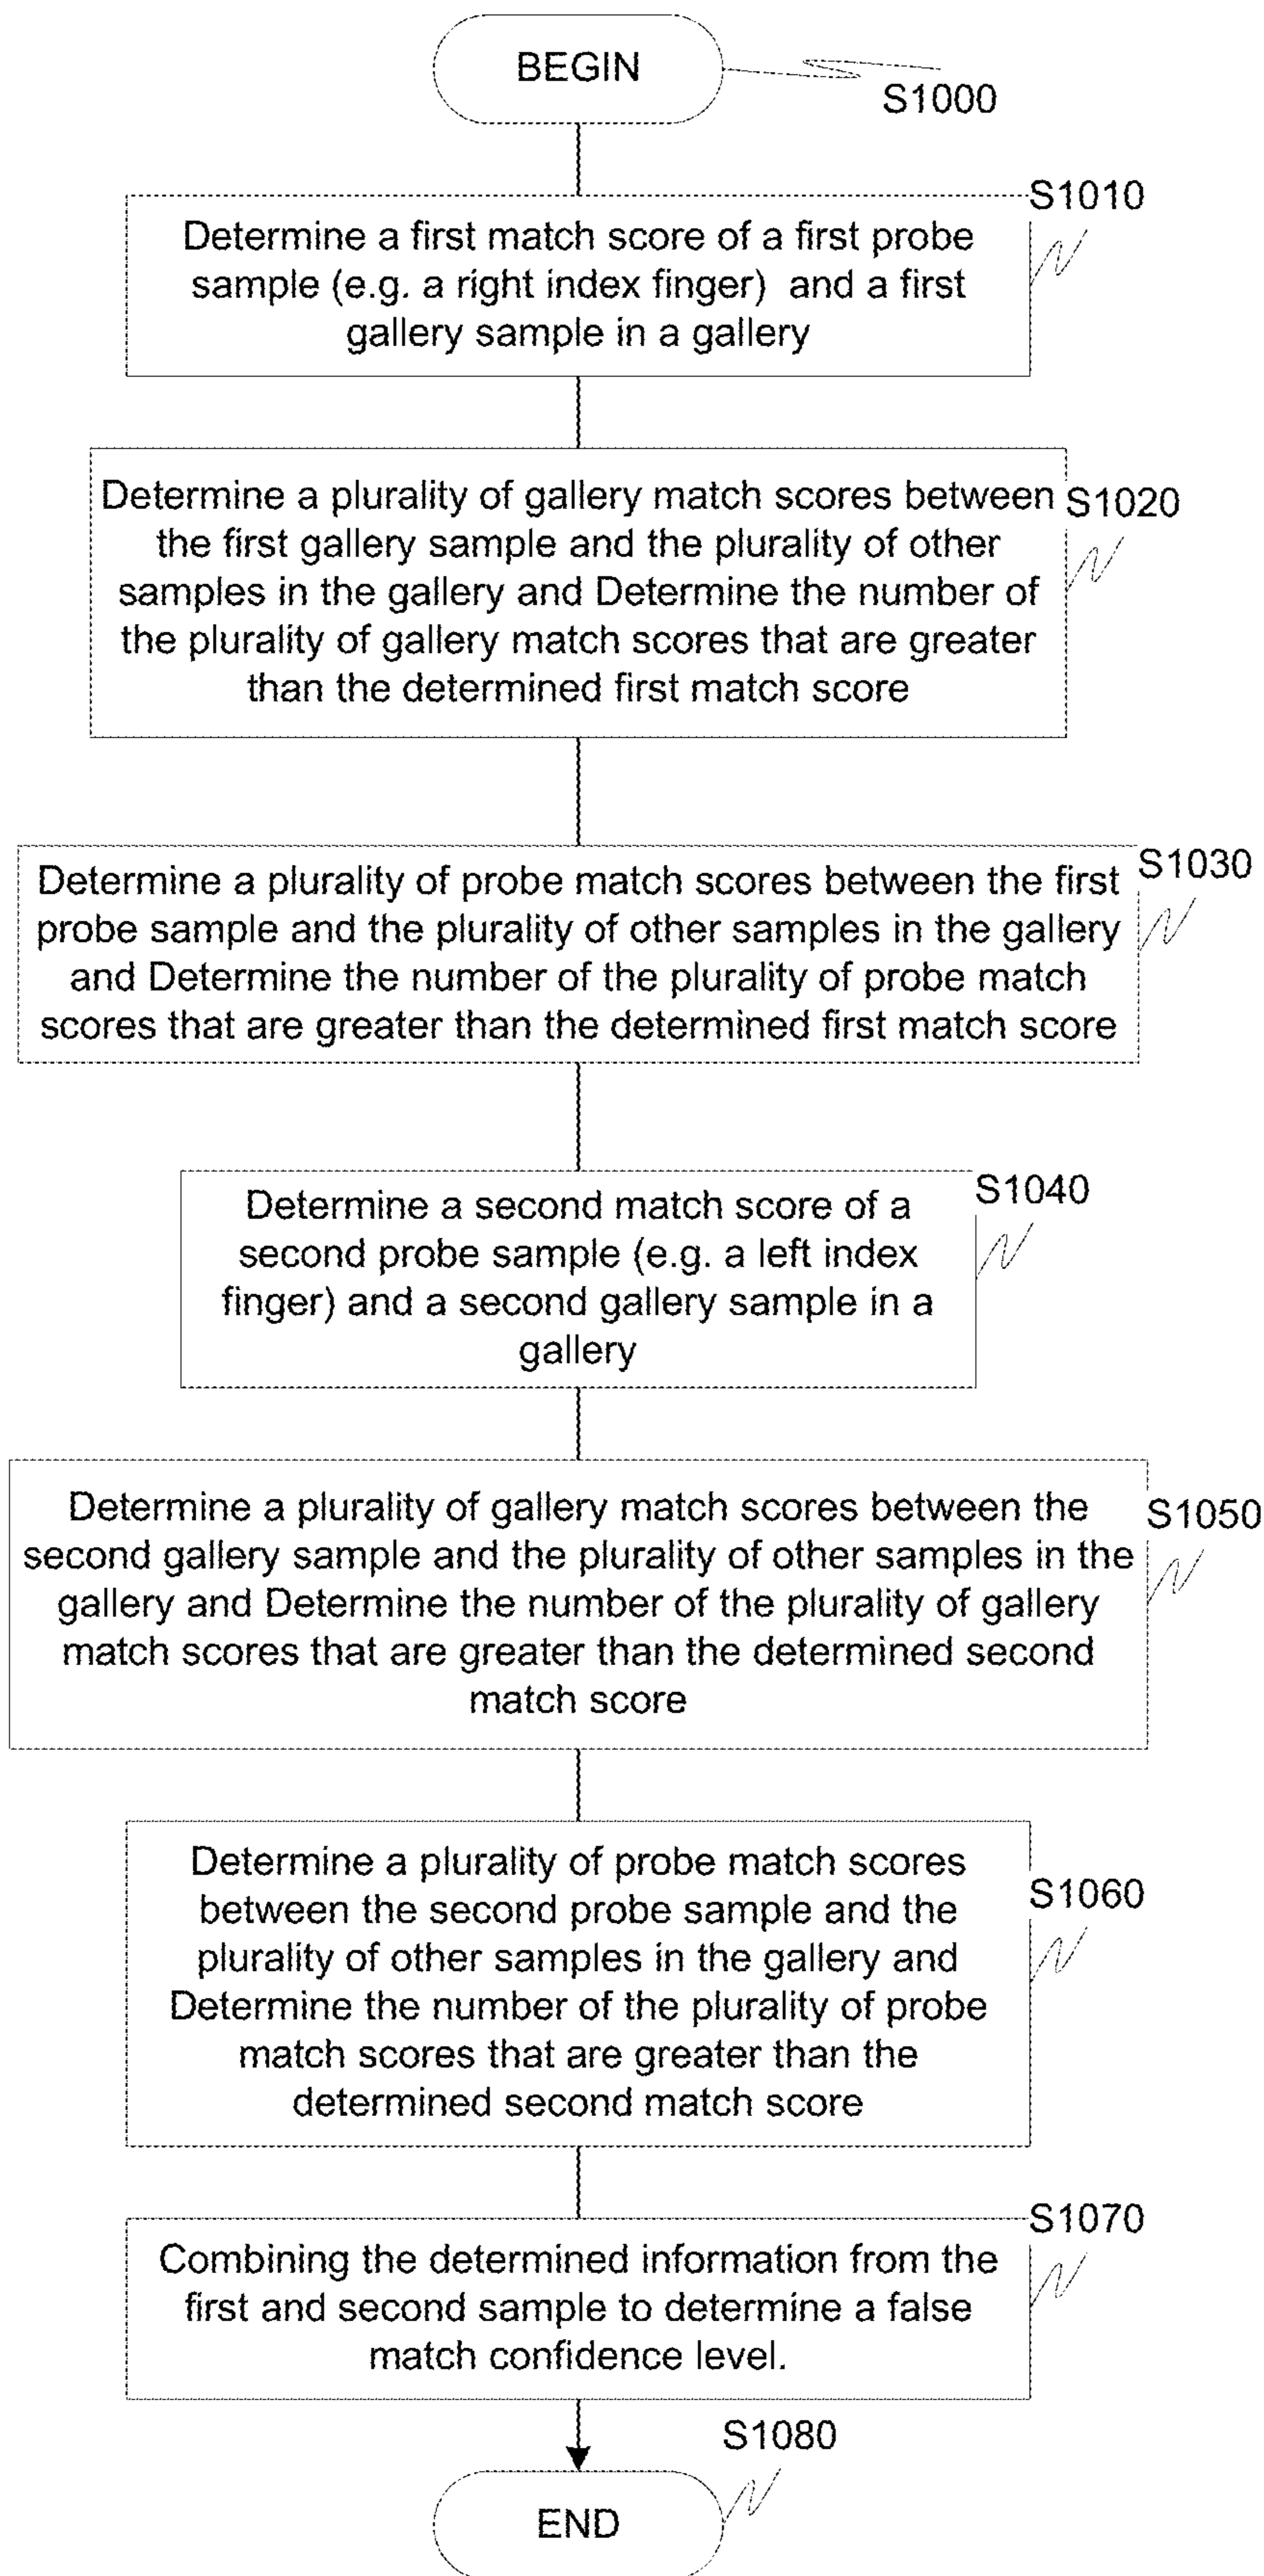 BEGIN
S1000
S1010
Determine a first match score of a first probe
sample (e.g. a right index finger) and a first
gallery sample in a gallery
Determine a plurality of gallery match scores between
S1020
the first gallery sample and the plurality of other
samples in the gallery and Determine the number of
the plurality of gallery match scores that are greater
than the determined first match score
S1030
Determine a plurality of probe match scores between the first
probe sample and the plurality of other samples in the gallery
and Determine the number of the plurality of probe match
scores that are greater than the determined first match score
S1040
Determine a second match score of a
second probe sample (e.g. a left index
finger) and a second gallery sample in a
gallery
Determine a plurality of gallery match scores between the
S1050
second gallery sample and the plurality of other samples in the
gallery and Determine the number of the plurality of gallery
match scores that are greater than the determined second
match score
Determine a plurality of probe match scores
S1060
between the second probe sample and the
plurality of other samples in the gallery and
Determine the number of the plurality of probe
match scores that are greater than the
determined second match score
S1070
Combining the determined information from the
first and second sample to determine a false
match confidence level.
S1080
END